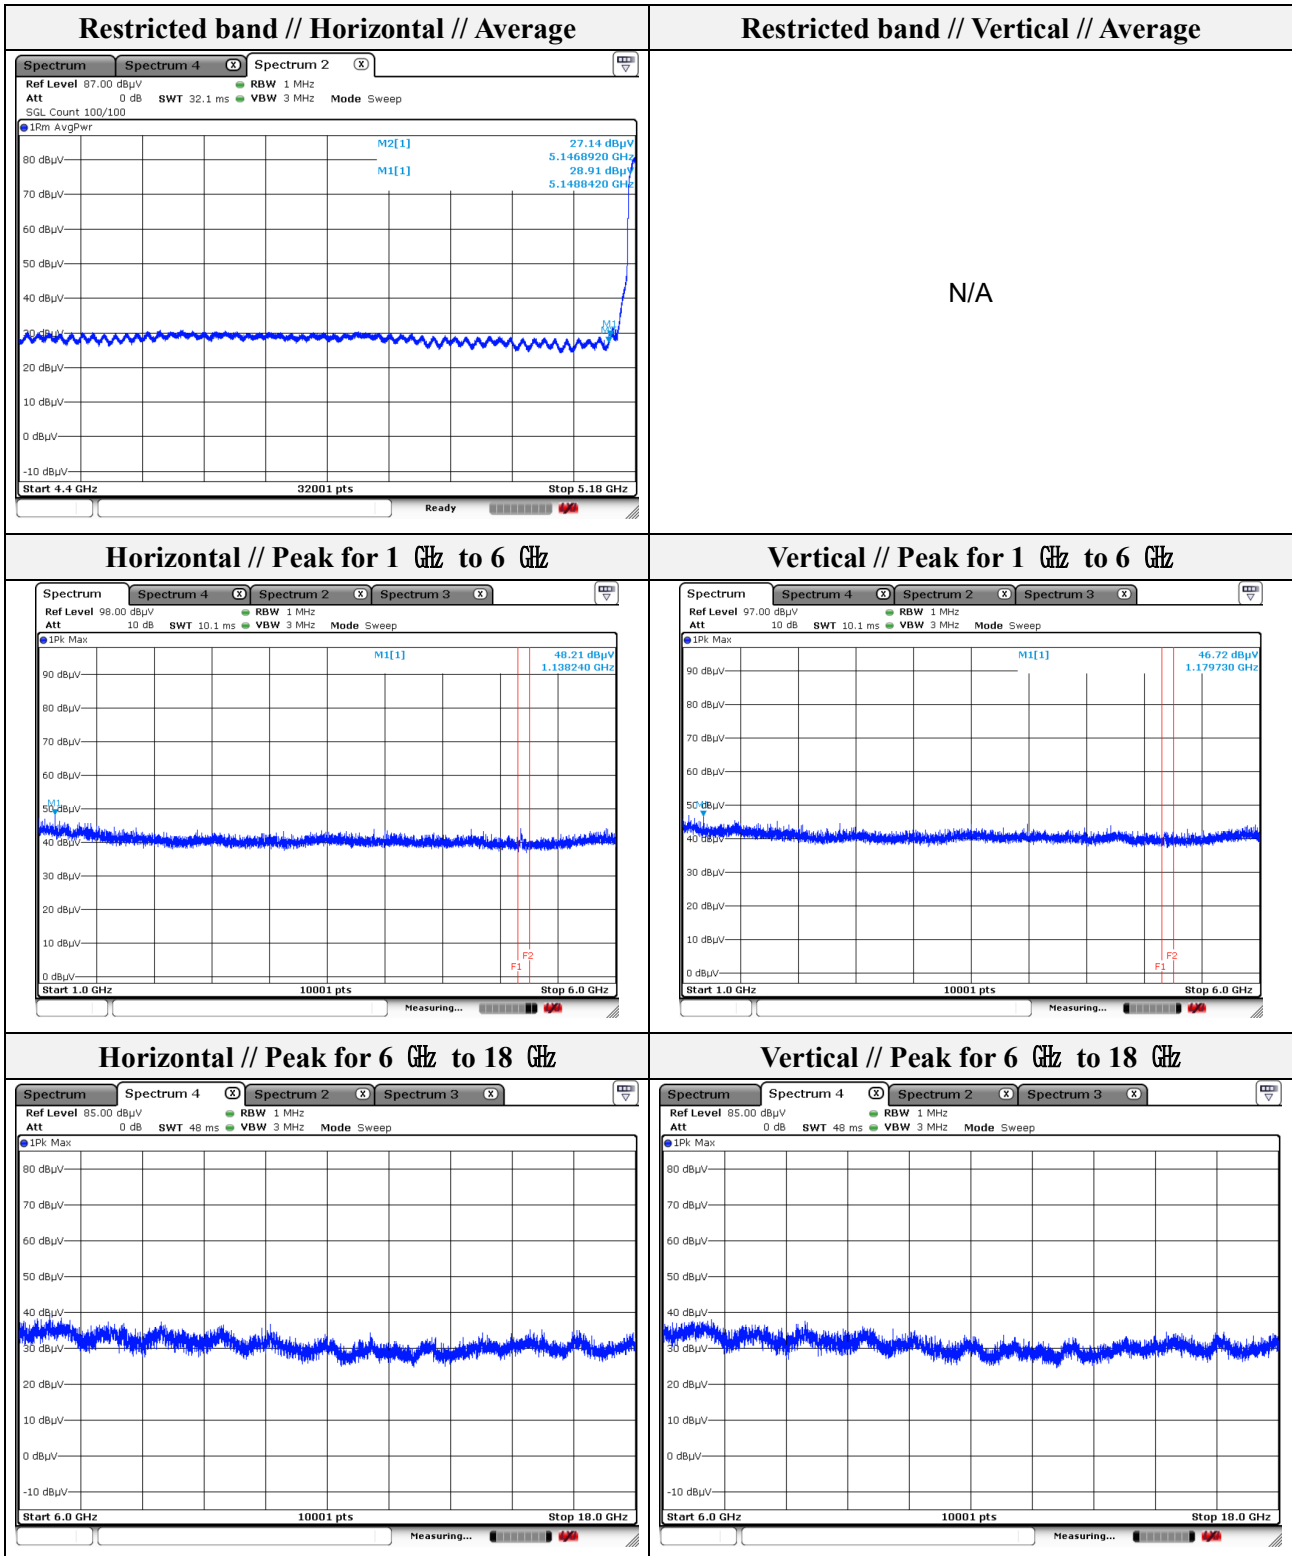 Restricted band // Horizontal // Average
Restricted band // Vertical // Average
Spectrum Spectrum 4 Spectrum 2
Ref Level 87.00 dBµV RBW 1 MHz
Att 0 dB SWT 32.1 ms VBW 3 MHz Mode Sweep
SGL Count 100/100
1Rm AvgPwr
M2[1] 27.14 dBµV
5.1468920 GHz
M1[1] 28.91 dBµV
5.1488420 GHz
80 dBµV
70 dBµV
60 dBµV
50 dBµV
40 dBµV
30 dBµV
M1
20 dBµV
10 dBµV
0 dBµV
-10 dBµV
Start 4.4 GHz 32001 pts Stop 5.18 GHz
Ready
N/A
Horizontal // Peak for 1 ㎓ to 6 ㎓
Vertical // Peak for 1 ㎓ to 6 ㎓
Spectrum Spectrum 4 Spectrum 2 Spectrum 3
Ref Level 98.00 dBµV RBW 1 MHz
Att 10 dB SWT 10.1 ms VBW 3 MHz Mode Sweep
1Pk Max
M1[1] 48.21 dBµV
1.138240 GHz
90 dBµV
80 dBµV
70 dBµV
60 dBµV
M1
50 dBµV
40 dBµV
30 dBµV
20 dBµV
10 dBµV
F2
F1
0 dBµV
Start 1.0 GHz 10001 pts Stop 6.0 GHz
Measuring...
Spectrum Spectrum 4 Spectrum 2 Spectrum 3
Ref Level 97.00 dBµV RBW 1 MHz
Att 10 dB SWT 10.1 ms VBW 3 MHz Mode Sweep
1Pk Max
M1[1] 46.72 dBµV
1.179730 GHz
90 dBµV
80 dBµV
70 dBµV
60 dBµV
50 dBµV
40 dBµV
30 dBµV
20 dBµV
10 dBµV
F2
F1
0 dBµV
Start 1.0 GHz 10001 pts Stop 6.0 GHz
Measuring...
Horizontal // Peak for 6 ㎓ to 18 ㎓
Vertical // Peak for 6 ㎓ to 18 ㎓
Spectrum Spectrum 4 Spectrum 2 Spectrum 3
Ref Level 85.00 dBµV RBW 1 MHz
Att 0 dB SWT 48 ms VBW 3 MHz Mode Sweep
1Pk Max
80 dBµV
70 dBµV
60 dBµV
50 dBµV
40 dBµV
30 dBµV
20 dBµV
10 dBµV
0 dBµV
-10 dBµV
Start 6.0 GHz 10001 pts Stop 18.0 GHz
Measuring...
Spectrum Spectrum 4 Spectrum 2 Spectrum 3
Ref Level 85.00 dBµV RBW 1 MHz
Att 0 dB SWT 48 ms VBW 3 MHz Mode Sweep
1Pk Max
80 dBµV
70 dBµV
60 dBµV
50 dBµV
40 dBµV
30 dBµV
20 dBµV
10 dBµV
0 dBµV
-10 dBµV
Start 6.0 GHz 10001 pts Stop 18.0 GHz
Measuring...